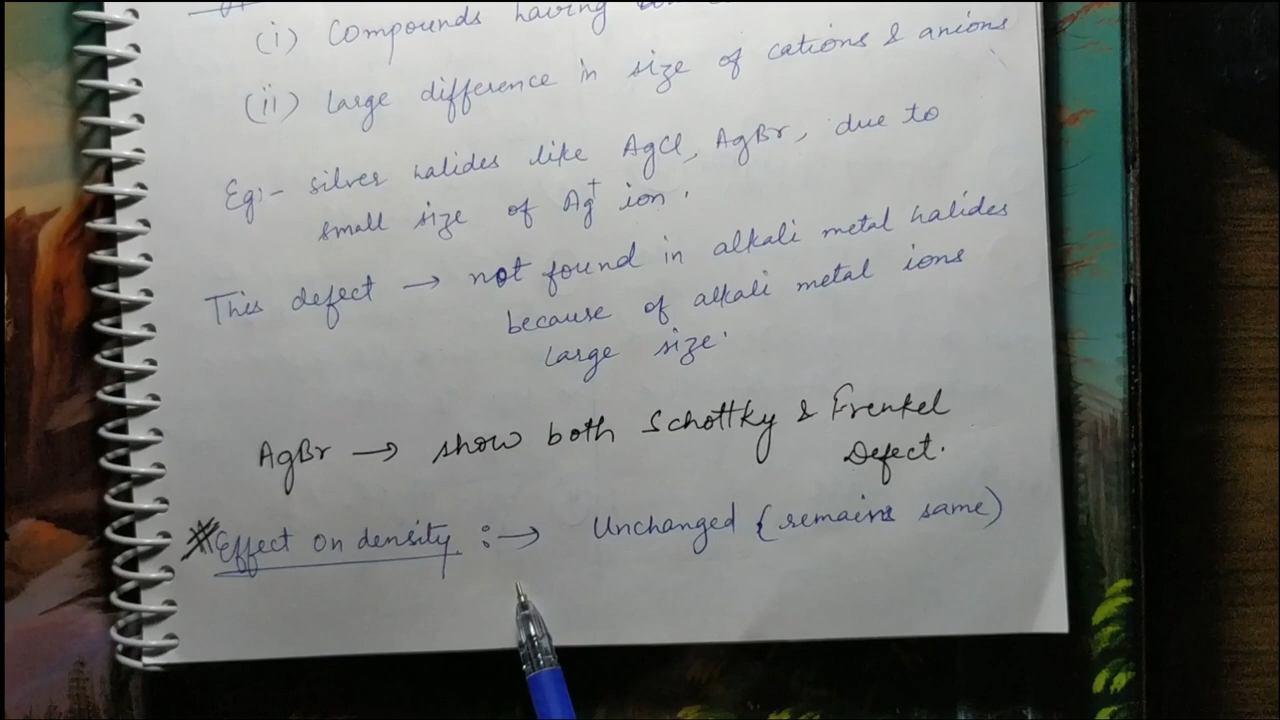 (i) Compounds having
(ii) Large difference in size of cations & anions
Eg:- silver halides like AgCl, AgBr, due to
small size of Ag+ ion.
This defect → not found in alkali metal halides
because of alkali metal ions
large size.
AgBr → show both Schottky & Frenkel
Defect.
*Effect on density :→ Unchanged {remains same)